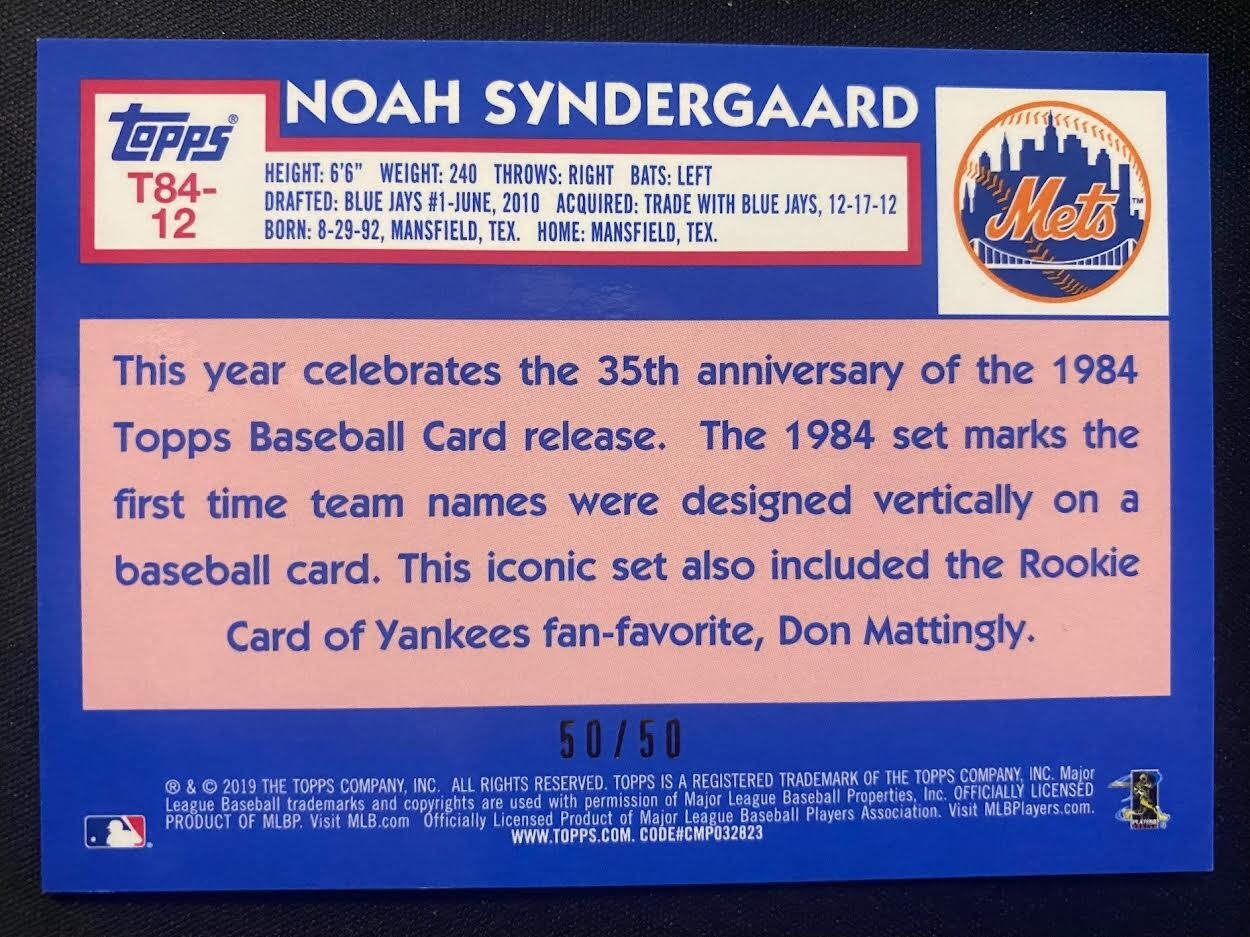 NOAH SYNDERGAARD
Topps®
T84-
12
HEIGHT: 6'6" WEIGHT: 240 THROWS: RIGHT BATS: LEFT
DRAFTED: BLUE JAYS #1-JUNE, 2010 ACQUIRED: TRADE WITH BLUE JAYS, 12-17-12
BORN: 8-29-92, MANSFIELD, TEX. HOME: MANSFIELD, TEX.
Mets™
This year celebrates the 35th anniversary of the 1984
Topps Baseball Card release. The 1984 set marks the
first time team names were designed vertically on a
baseball card. This iconic set also included the Rookie
Card of Yankees fan-favorite, Don Mattingly.
50/50
® & © 2019 THE TOPPS COMPANY, INC. ALL RIGHTS RESERVED. TOPPS IS A REGISTERED TRADEMARK OF THE TOPPS COMPANY, INC. Major
League Baseball trademarks and copyrights are used with permission of Major League Baseball Properties, Inc. OFFICIALLY LICENSED
PRODUCT OF MLBP. Visit MLB.com Officially Licensed Product of Major League Baseball Players Association. Visit MLBPlayers.com.
WWW.TOPPS.COM. CODE#CMP032823
PLAYERS